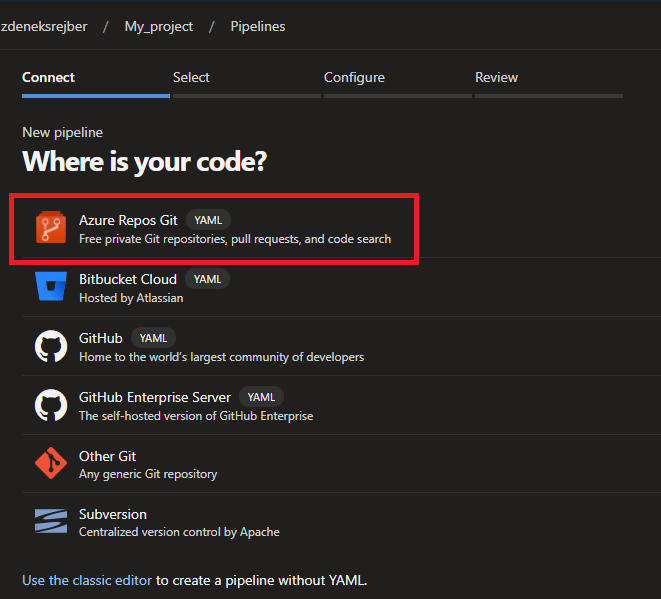 zdeneksrejber / My_project / Pipelines
Connect Select Configure Review
New pipeline
Where is your code?
Azure Repos Git YAML
Free private Git repositories, pull requests, and code search
Bitbucket Cloud YAML
Hosted by Atlassian
GitHub YAML
Home to the world's largest community of developers
GitHub Enterprise Server YAML
The self-hosted version of GitHub Enterprise
Other Git
Any generic Git repository
Subversion
Centralized version control by Apache
Use the classic editor to create a pipeline without YAML.